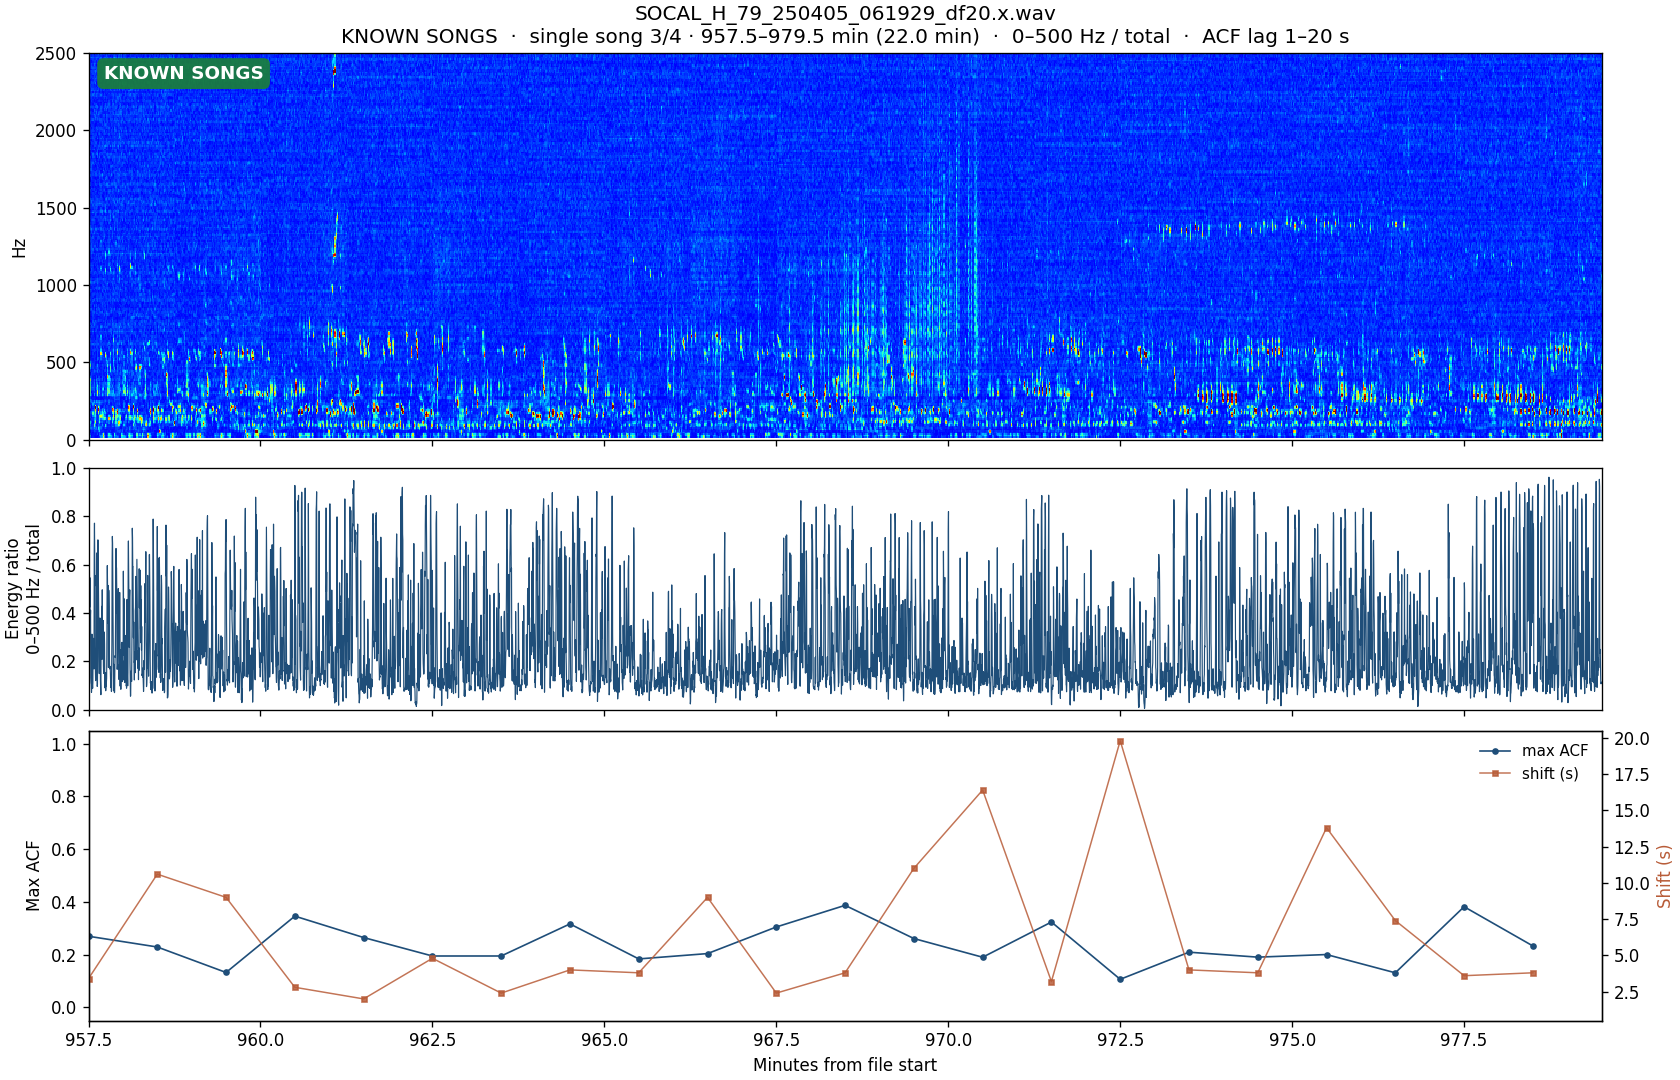 SOCAL_H_79_250405_061929_df20.x.wav
KNOWN SONGS · single song 3/4 · 957.5–979.5 min (22.0 min) · 0–500 Hz / total · ACF lag 1–20 s
KNOWN SONGS
2500
2000
1500
1000
500
0
Hz
1.0
0.8
0.6
0.4
0.2
0.0
Energy ratio
0–500 Hz / total
max ACF
shift (s)
1.0
0.8
0.6
0.4
0.2
0.0
Max ACF
20.0
17.5
15.0
12.5
10.0
7.5
5.0
2.5
Shift (s)
957.5 960.0 962.5 965.0 967.5 970.0 972.5 975.0 977.5
Minutes from file start